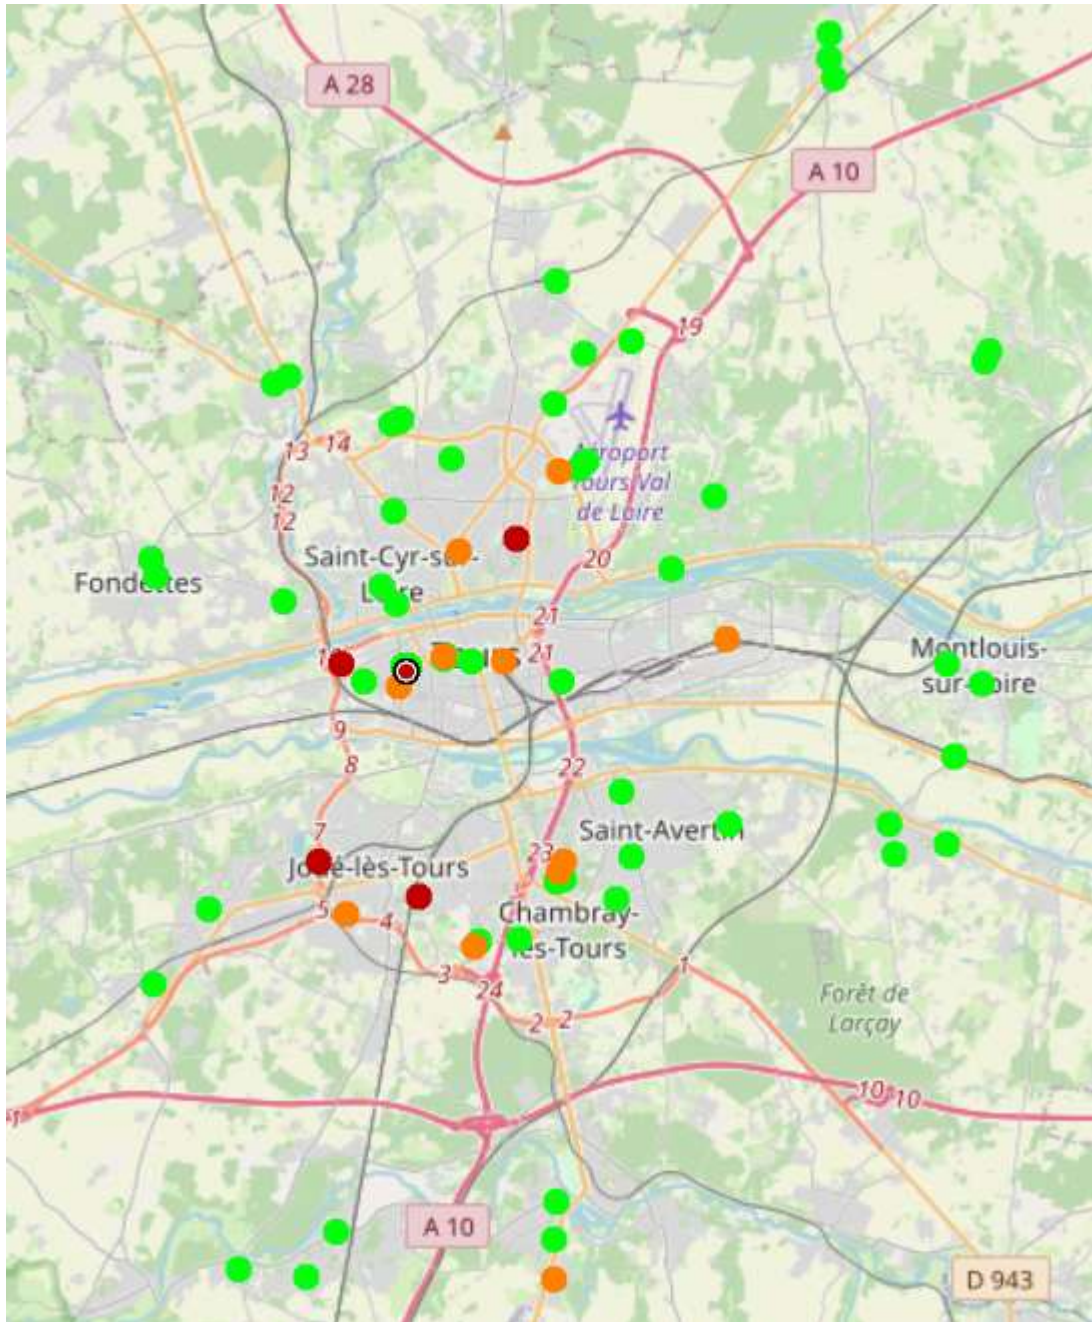 A 28
A 10
19
13
14
Aéroport
Tours Val
de Loire
12
12
20
Saint-Cyr-sur-
Loire
Fondettes
21
21
Tours
Montlouis-
sur-Loire
9
8
22
7
Saint-Avertin
23
Joué-lès-Tours
5
4
Chambray-
lès-Tours
3
24
1
2
2
Forêt de
Larçay
10
10
A 10
D 943